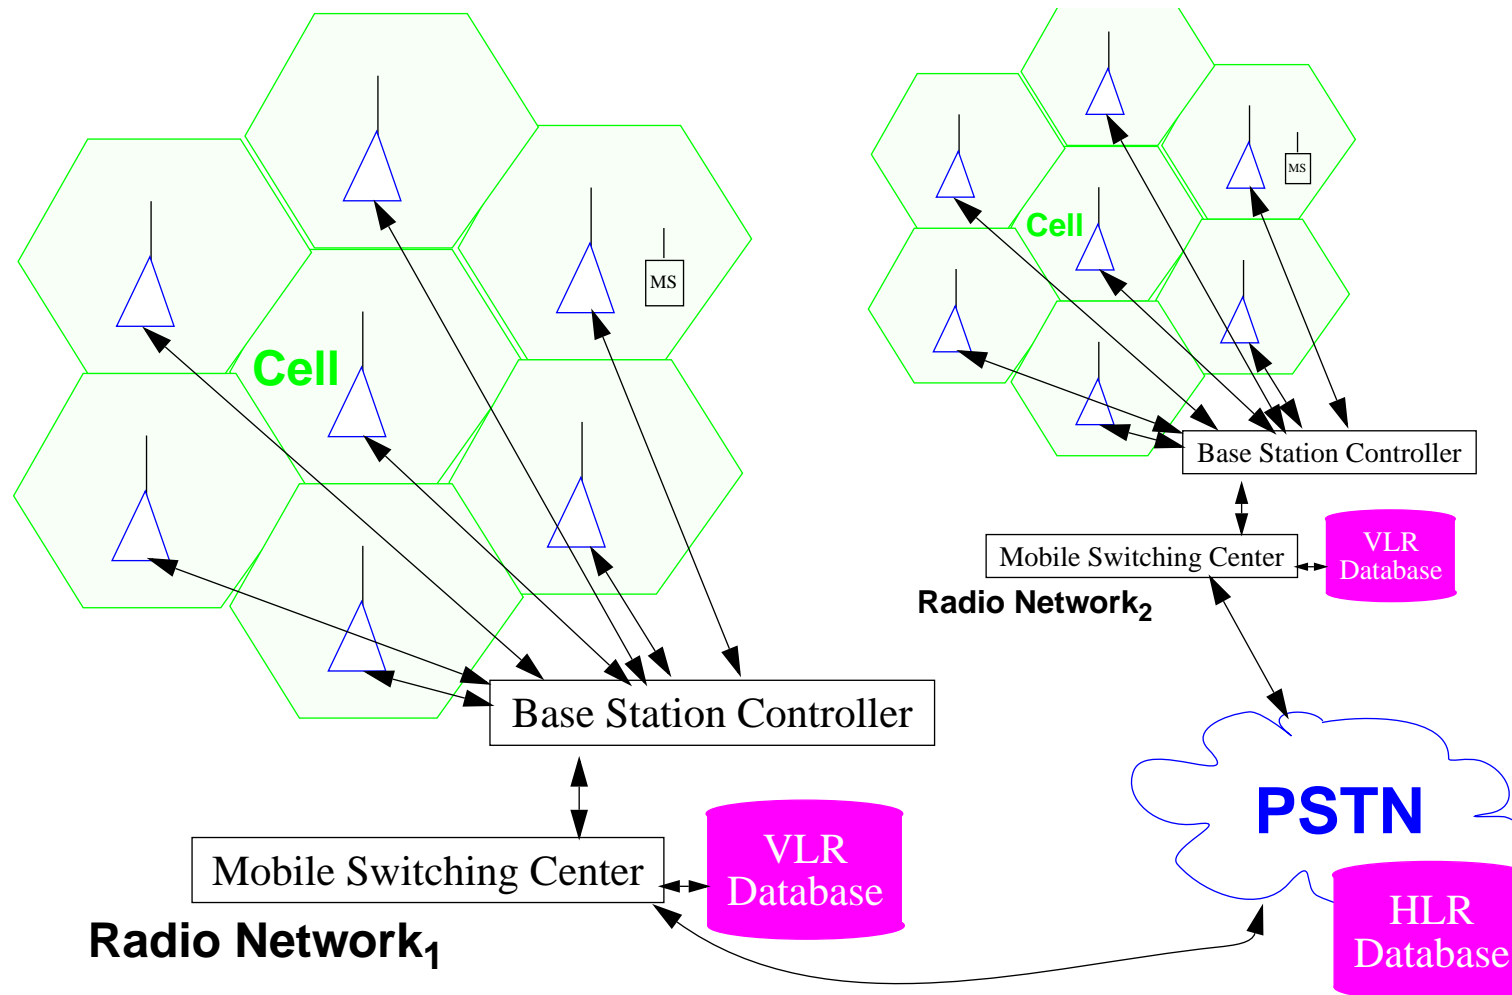 MS
Cell
Base Station Controller
Mobile Switching Center
VLR
Database
Radio Network1
MS
Cell
Base Station Controller
Mobile Switching Center
VLR
Database
Radio Network2
PSTN
HLR
Database